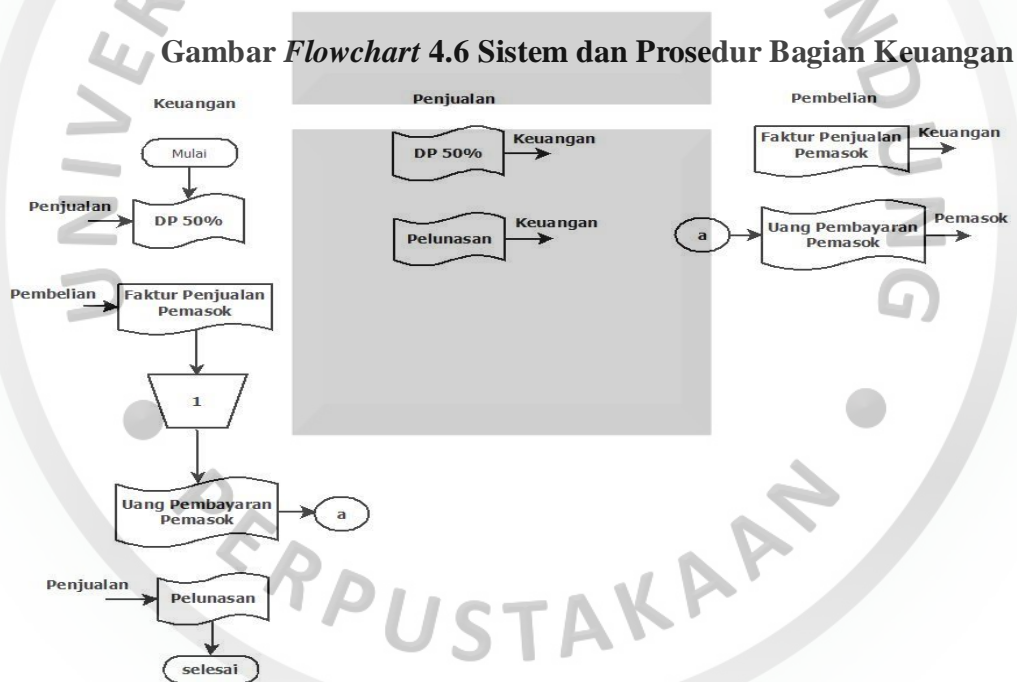 Gambar Flowchart 4.6 Sistem dan Prosedur Bagian Keuangan
Keuangan
Mulai
Penjualan
DP 50%
Pembelian
Faktur Penjualan
Pemasok
1
Uang Pembayaran
Pemasok
a
Penjualan
Pelunasan
selesai
Penjualan
DP 50%
Keuangan
Pelunasan
Keuangan
Pembelian
Faktur Penjualan
Pemasok
Keuangan
a
Uang Pembayaran
Pemasok
Pemasok
PERPUSTAKAAN